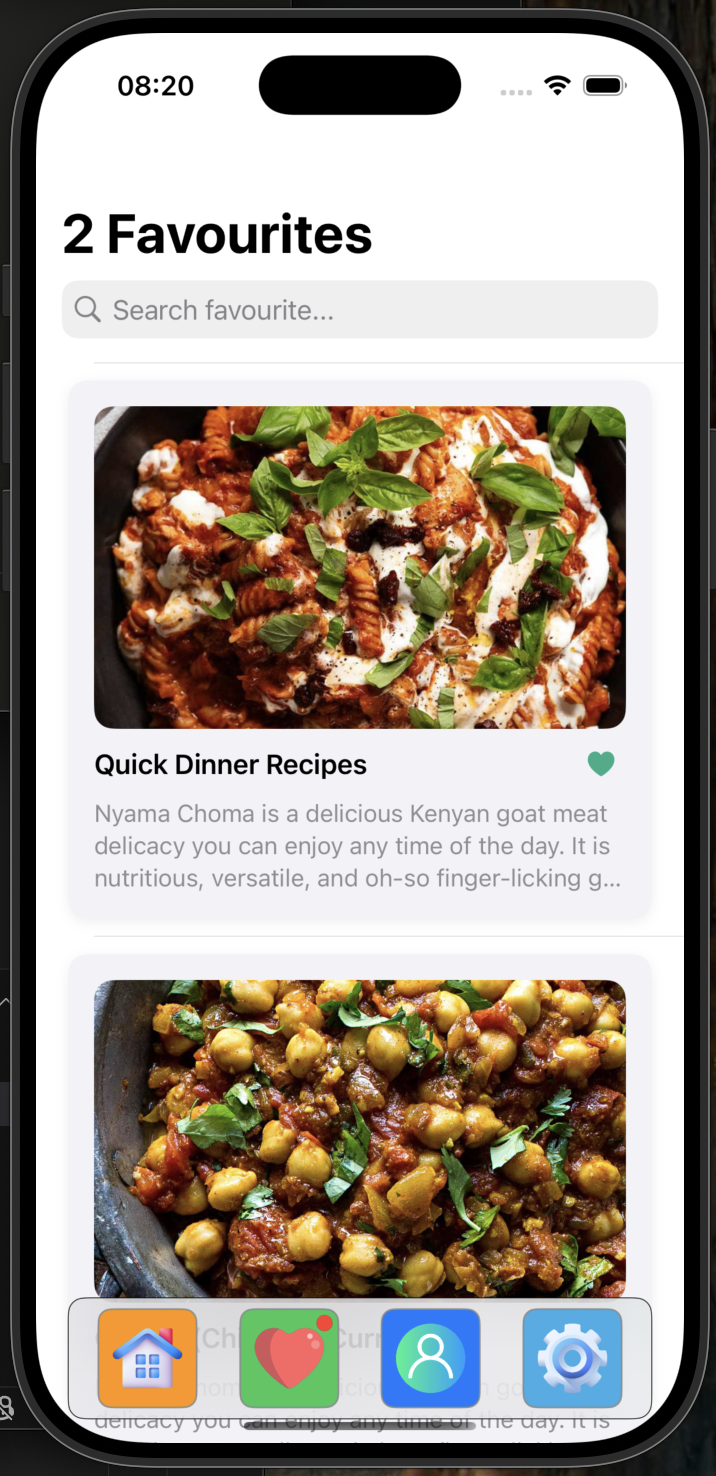 08:20
2 Favourites
Search favourite...
Quick Dinner Recipes
Nyama Choma is a delicious Kenyan goat meat
delicacy you can enjoy any time of the day. It is
nutritious, versatile, and oh-so finger-licking g...
delicacy you can enjoy any time of the day. It is